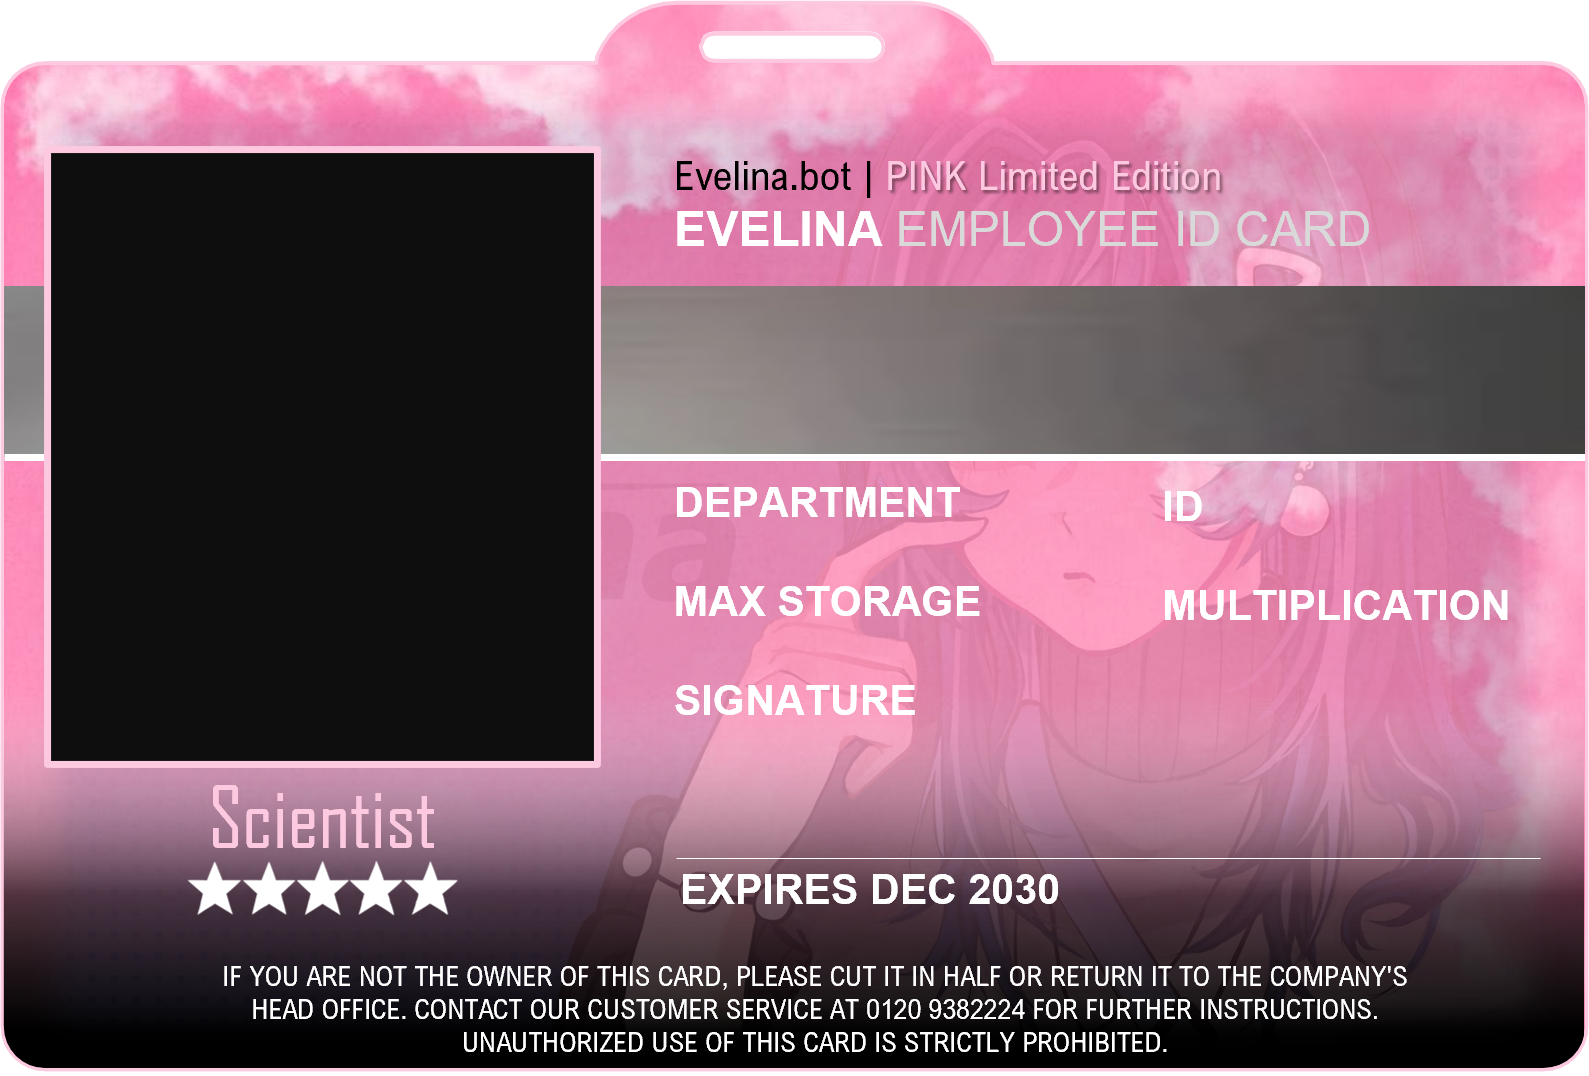 Evelina.bot | PINK Limited Edition
EVELINA EMPLOYEE ID CARD
DEPARTMENT
ID
MAX STORAGE
MULTIPLICATION
SIGNATURE
Scientist
EXPIRES DEC 2030
IF YOU ARE NOT THE OWNER OF THIS CARD, PLEASE CUT IT IN HALF OR RETURN IT TO THE COMPANY'S
HEAD OFFICE. CONTACT OUR CUSTOMER SERVICE AT 0120 9382224 FOR FURTHER INSTRUCTIONS.
UNAUTHORIZED USE OF THIS CARD IS STRICTLY PROHIBITED.